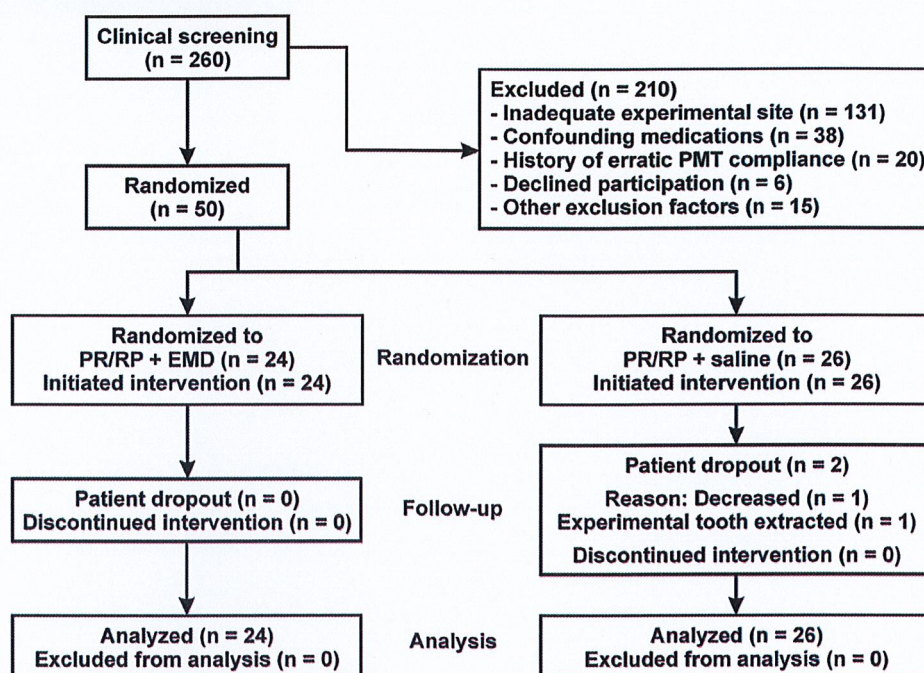 Clinical screening
(n = 260)
Excluded (n = 210)
- Inadequate experimental site (n = 131)
- Confounding medications (n = 38)
- History of erratic PMT compliance (n = 20)
- Declined participation (n = 6)
- Other exclusion factors (n = 15)
Randomized
(n = 50)
Randomized to
PR/RP + EMD (n = 24)
Initiated intervention (n = 24)
Randomization
Randomized to
PR/RP + saline (n = 26)
Initiated intervention (n = 26)
Patient dropout (n = 0)
Discontinued intervention (n = 0)
Follow-up
Patient dropout (n = 2)
Reason: Decreased (n = 1)
Experimental tooth extracted (n = 1)
Discontinued intervention (n = 0)
Analyzed (n = 24)
Excluded from analysis (n = 0)
Analysis
Analyzed (n = 26)
Excluded from analysis (n = 0)